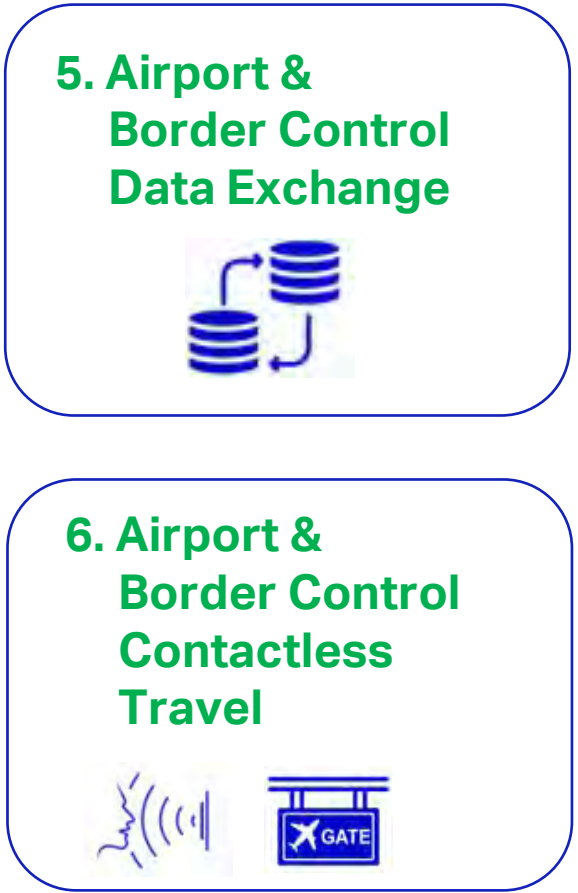 5. Airport &
Border Control
Data Exchange
6. Airport &
Border Control
Contactless
Travel
GATE